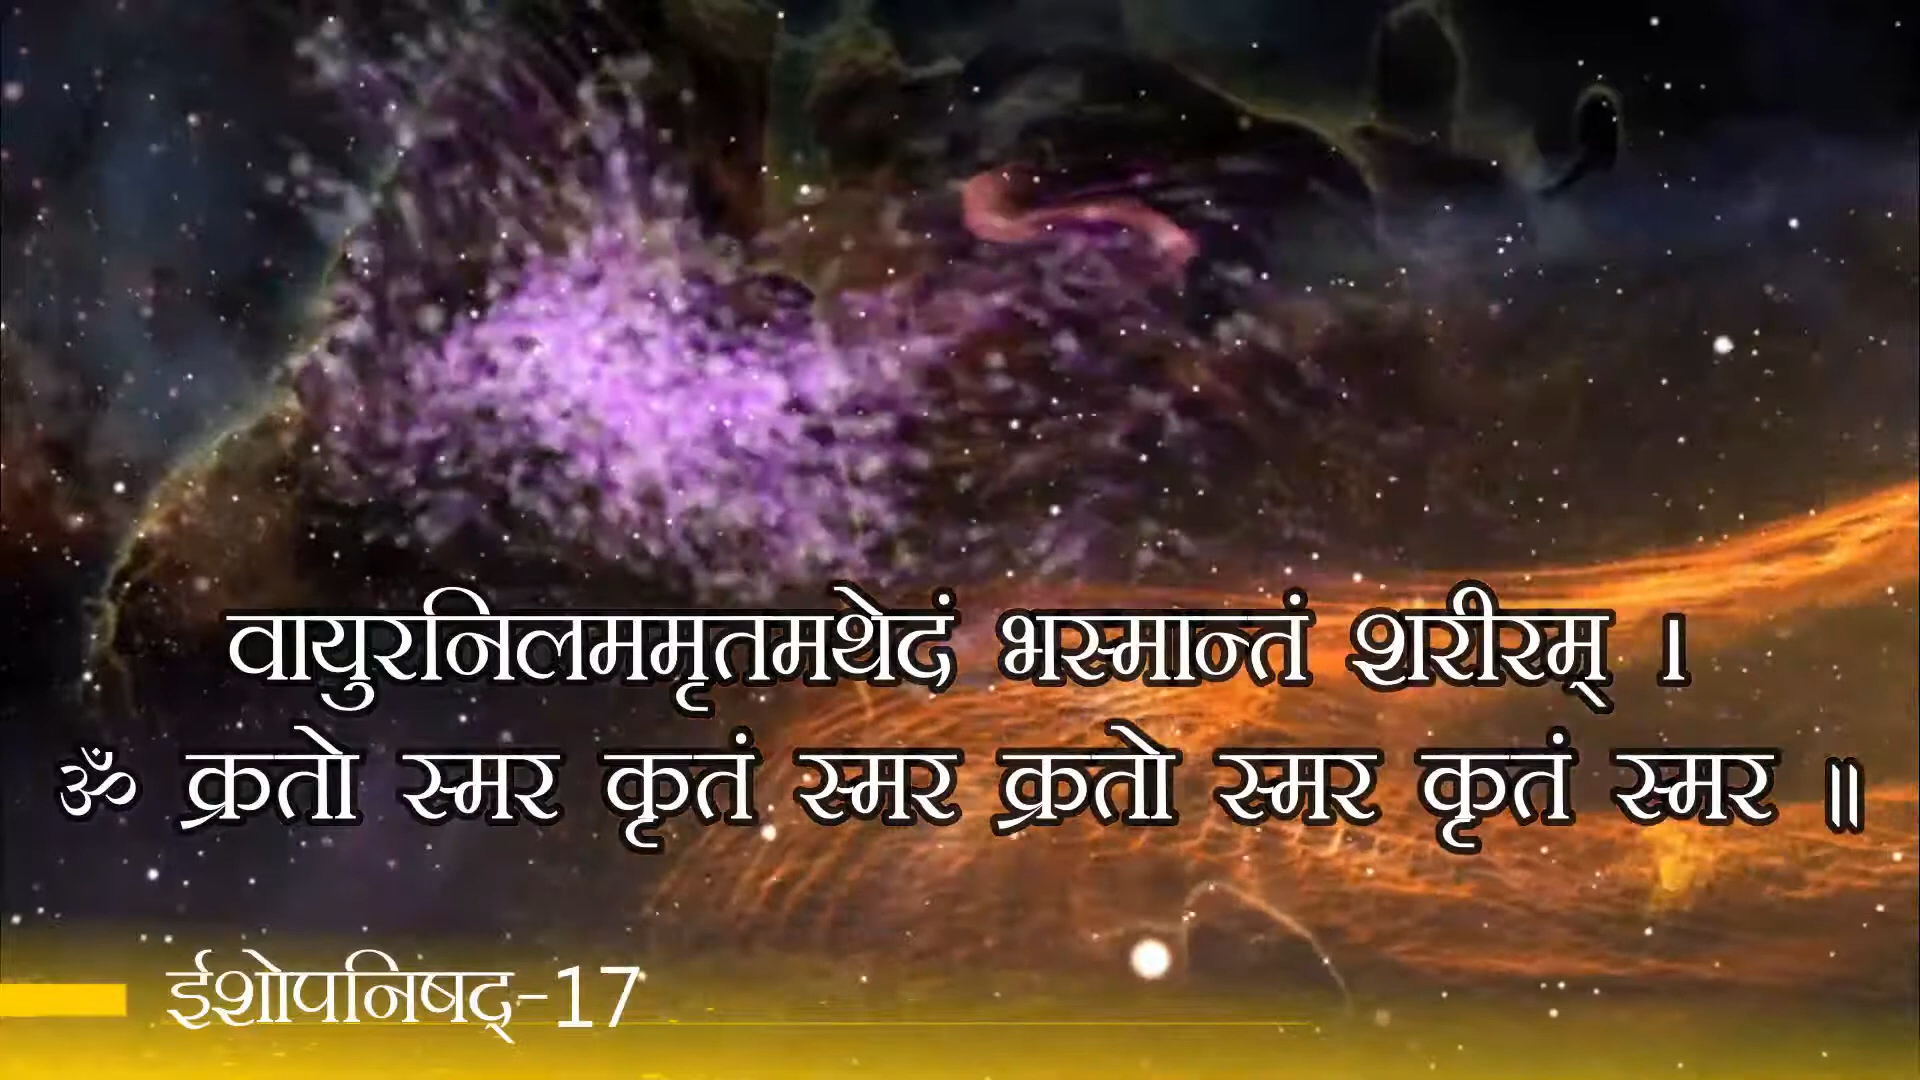 वायुरनिलममृतमथेदं भस्मान्तं शरीरम् ।
ॐ क्रतो स्मर कृतं स्मर क्रतो स्मर कृतं स्मर ॥
ईशोपनिषद्-17